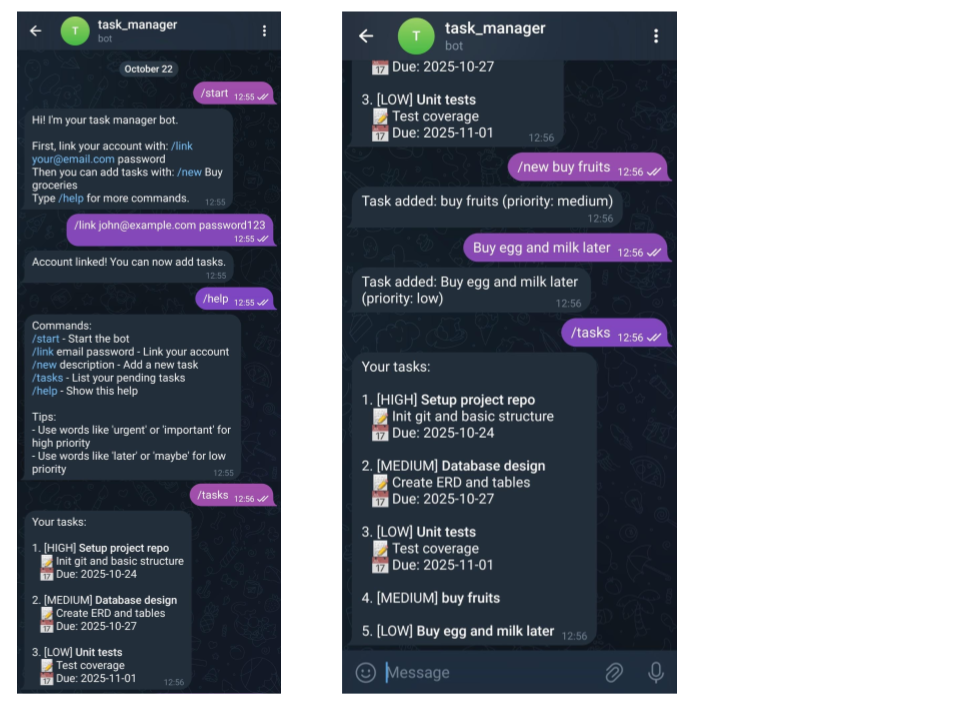 task_manager
bot
October 22
/start 12:55
Hi! I'm your task manager bot.
First, link your account with: /link
your@email.com password
Then you can add tasks with: /new Buy
groceries
Type /help for more commands. 12:55
/link john@example.com password123
12:55
Account linked! You can now add tasks.
12:55
/help 12:55
Commands:
/start - Start the bot
/link email password - Link your account
/new description - Add a new task
/tasks - List your pending tasks
/help - Show this help
Tips:
- Use words like 'urgent' or 'important' for
high priority
- Use words like 'later' or 'maybe' for low
priority 12:55
/tasks 12:56
Your tasks:
1. [HIGH] Setup project repo
📝 Init git and basic structure
📅 Due: 2025-10-24
2. [MEDIUM] Database design
📝 Create ERD and tables
📅 Due: 2025-10-27
3. [LOW] Unit tests
📝 Test coverage
📅 Due: 2025-11-01 12:56
T task_manager
bot
📅 Due: 2025-10-27
3. [LOW] Unit tests
📝 Test coverage
📅 Due: 2025-11-01 12:56
/new buy fruits 12:56
Task added: buy fruits (priority: medium)
12:56
Buy egg and milk later 12:56
Task added: Buy egg and milk later
(priority: low) 12:56
/tasks 12:56
Your tasks:
1. [HIGH] Setup project repo
📝 Init git and basic structure
📅 Due: 2025-10-24
2. [MEDIUM] Database design
📝 Create ERD and tables
📅 Due: 2025-10-27
3. [LOW] Unit tests
📝 Test coverage
📅 Due: 2025-11-01
4. [MEDIUM] buy fruits
5. [LOW] Buy egg and milk later 12:56
Message